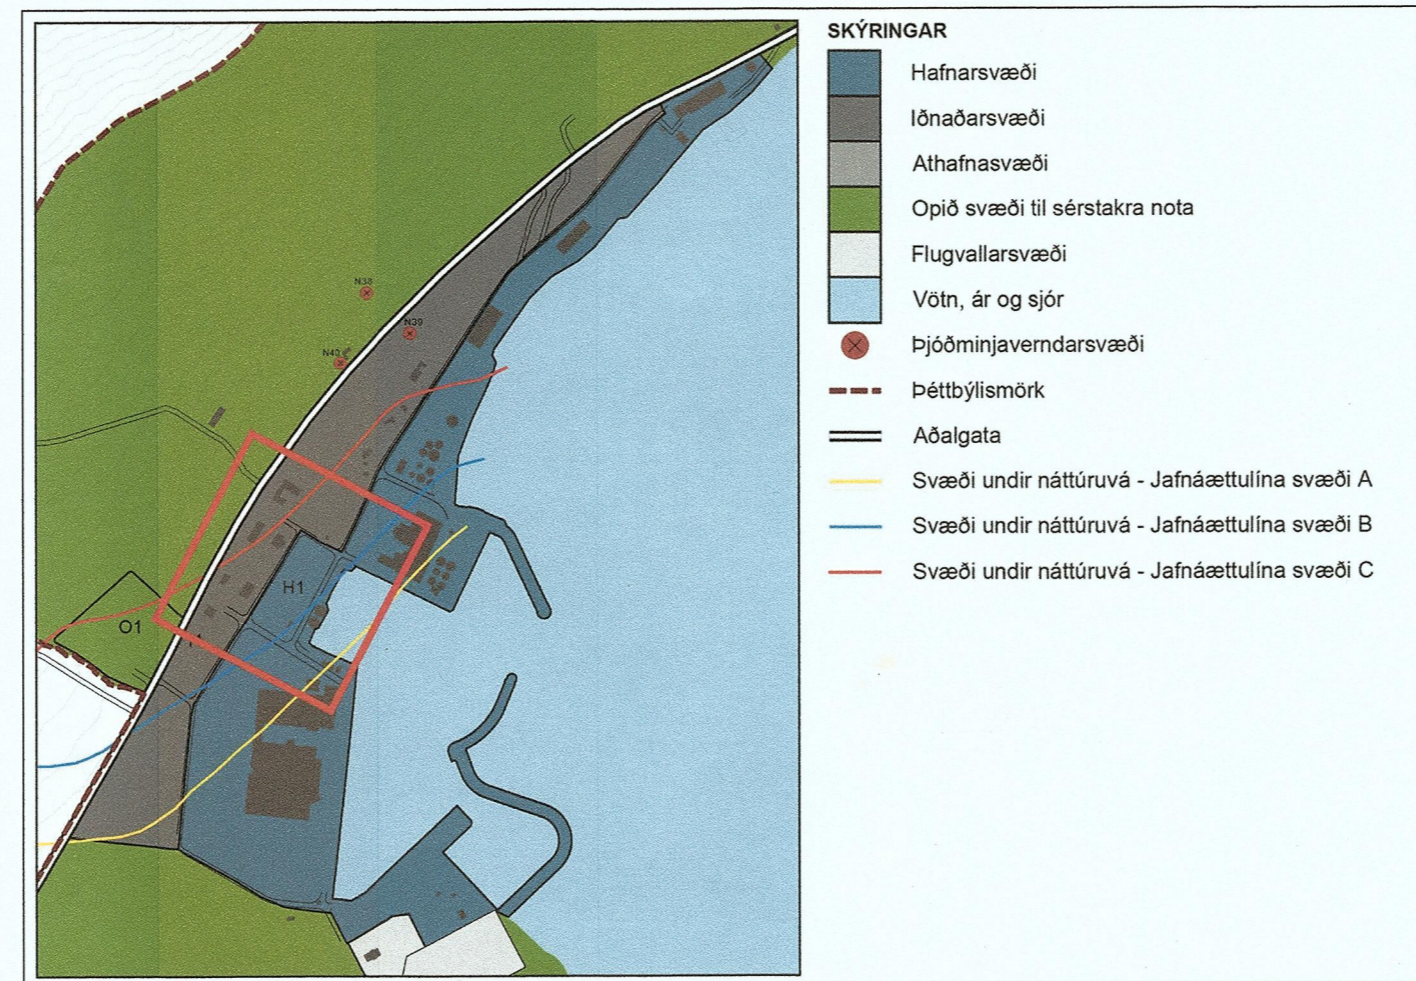 SKÝRINGAR
Hafnarsvæði
Iðnaðarsvæði
Athafnasvæði
Opið svæði til sérstakra nota
Flugvallarsvæði
Vötn, ár og sjór
Þjóðminjaverndarsvæði
Þéttbýlismörk
Aðalgata
Svæði undir náttúruvá - Jafnáættulína svæði A
Svæði undir náttúruvá - Jafnáættulína svæði B
Svæði undir náttúruvá - Jafnáættulína svæði C
N38
N39
N40
H1
O1